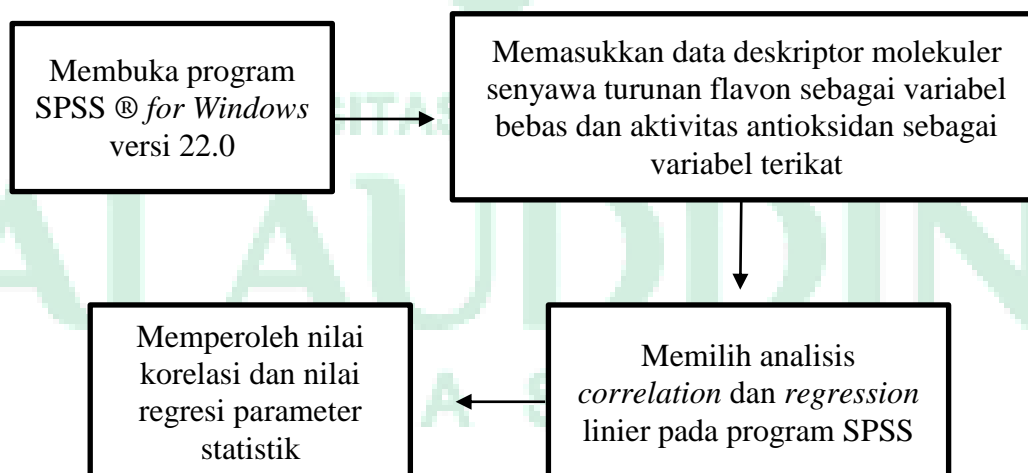 Membuka program
SPSS ® for Windows
versi 22.0
Memasukkan data deskriptor molekuler
senyawa turunan flavon sebagai variabel
bebas dan aktivitas antioksidan sebagai
variabel terikat
Memilih analisis
correlation dan regression
linier pada program SPSS
Memperoleh nilai
korelasi dan nilai
regresi parameter
statistik
ALAUDDIN